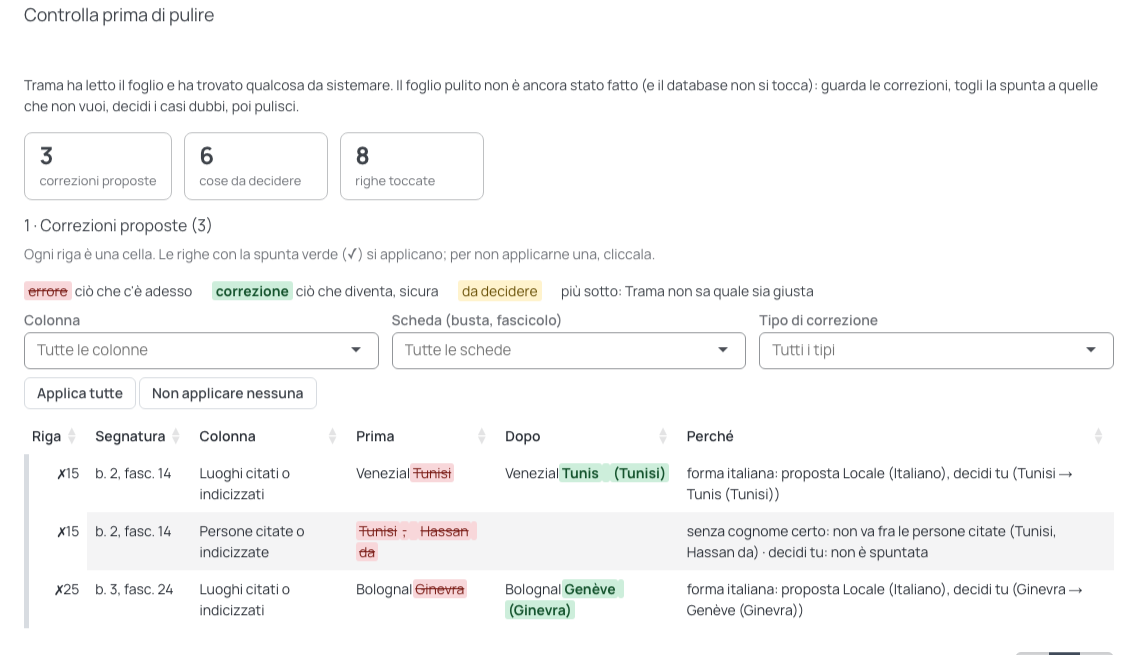 Controlla prima di pulire
Trama ha letto il foglio e ha trovato qualcosa da sistemare. Il foglio pulito non è ancora stato fatto (e il database non si tocca): guarda le correzioni, togli la spunta a quelle
che non vuoi, decidi i casi dubbi, poi pulisci.
3 6 8
correzioni proposte cose da decidere righe toccate
1 · Correzioni proposte (3)
Ogni riga è una cella. Le righe con la spunta verde (✓) si applicano; per non applicarne una, cliccala.
errore ciò che c'è adesso correzione ciò che diventa, sicura da decidere più sotto: Trama non sa quale sia giusta
Colonna Scheda (busta, fascicolo) Tipo di correzione
Tutte le colonne Tutte le schede Tutti i tipi
Applica tutte Non applicare nessuna
Riga Segnatura Colonna Prima Dopo Perché
✗15 b. 2, fasc. 14 Luoghi citati o Venezia|Tunisi Venezia|Tunis (Tunisi) forma italiana: proposta Locale (Italiano), decidi tu (Tunisi →
indicizzati Tunis (Tunisi))
✗15 b. 2, fasc. 14 Persone citate o Tunisi , Hassan senza cognome certo: non va fra le persone citate (Tunisi,
indicizzate da Hassan da) · decidi tu: non è spuntata
✗25 b. 3, fasc. 24 Luoghi citati o Bologna|Ginevra Bologna|Genève forma italiana: proposta Locale (Italiano), decidi tu (Ginevra →
indicizzati (Ginevra) Genève (Ginevra))